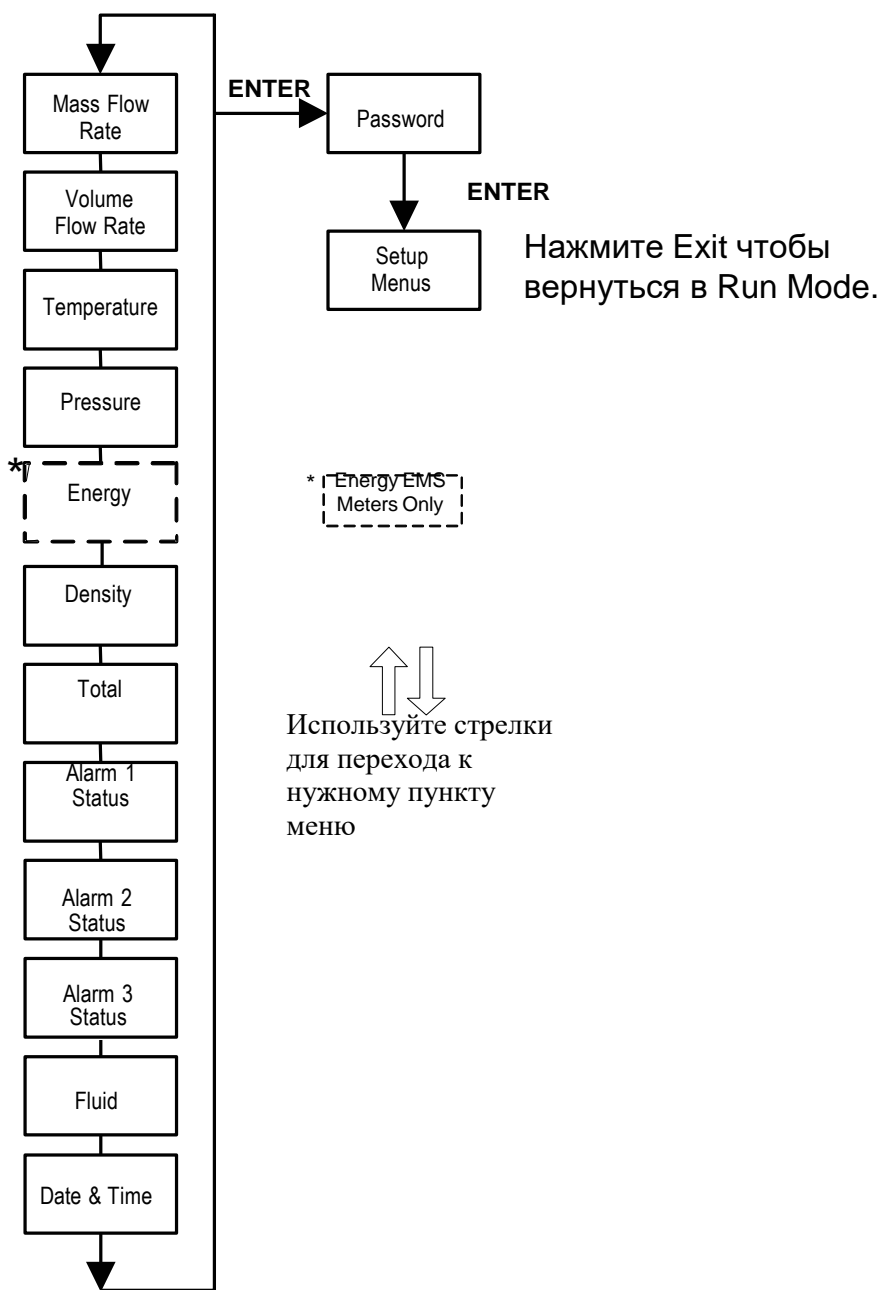 Mass Flow
Rate
Volume
Flow Rate
Temperature
Pressure
*
Energy
Density
Total
Alarm 1
Status
Alarm 2
Status
Alarm 3
Status
Fluid
Date & Time
ENTER
Password
ENTER
Setup
Menus
Нажмите Exit чтобы
вернуться в Run Mode.
* Energy EMS
Meters Only
Используйте стрелки
для перехода к
нужному пункту
меню